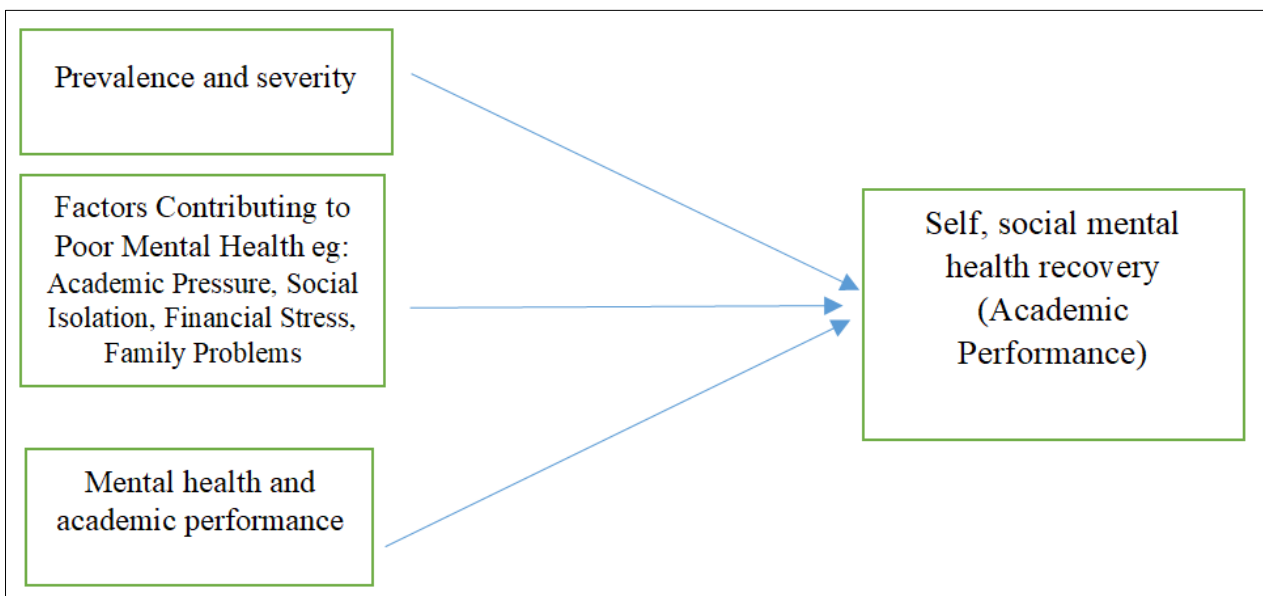 Prevalence and severity
Factors Contributing to
Poor Mental Health eg:
Academic Pressure, Social
Isolation, Financial Stress,
Family Problems
Mental health and
academic performance
Self, social mental
health recovery
(Academic
Performance)